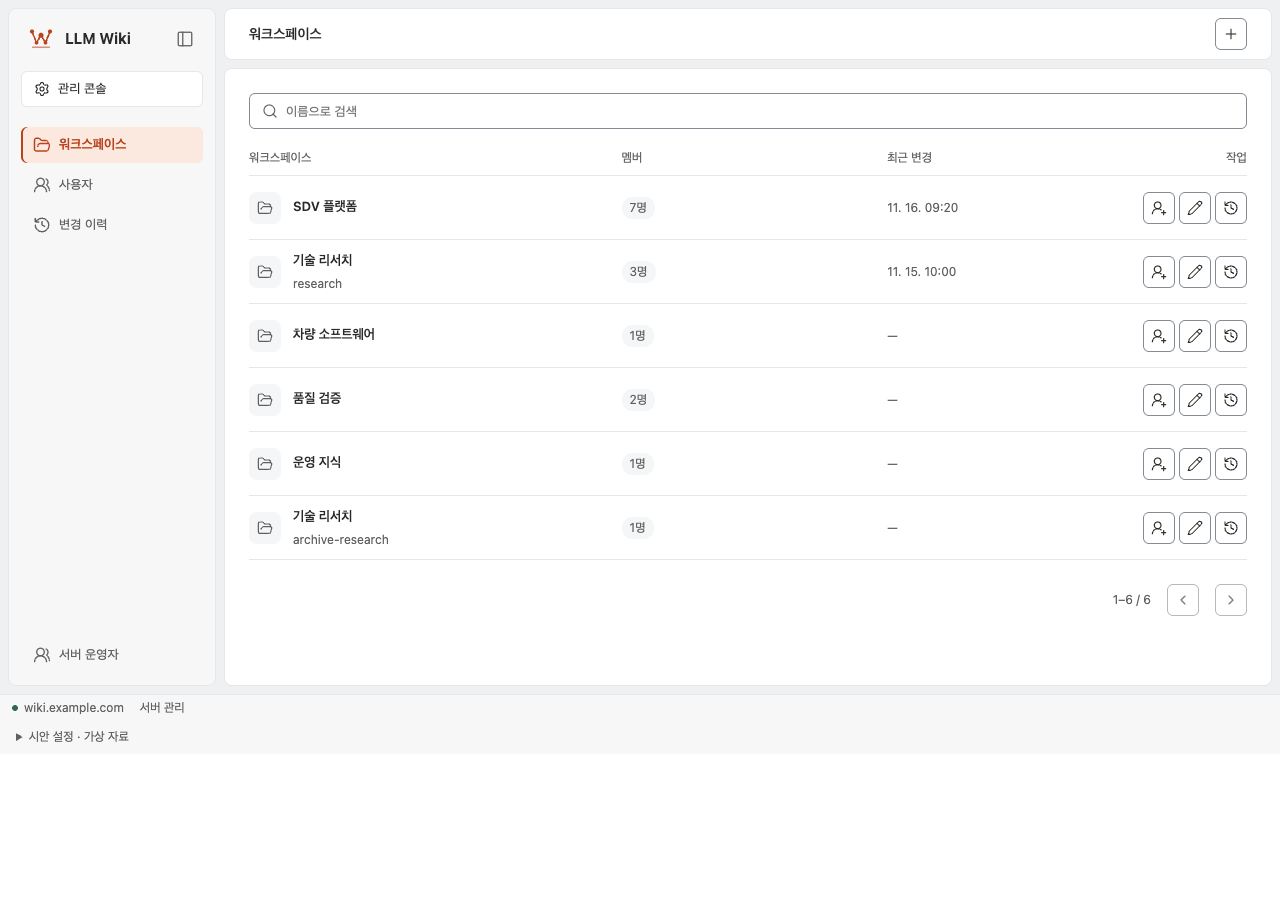 LLM Wiki
관리 콘솔
워크스페이스
사용자
변경 이력
서버 운영자
워크스페이스
이름으로 검색
워크스페이스 멤버 최근 변경 작업
SDV 플랫폼 7명 11. 16. 09:20
기술 리서치
research 3명 11. 15. 10:00
차량 소프트웨어 1명 —
품질 검증 2명 —
운영 지식 1명 —
기술 리서치
archive-research 1명 —
1–6 / 6
wiki.example.com 서버 관리
시안 설정 · 가상 자료